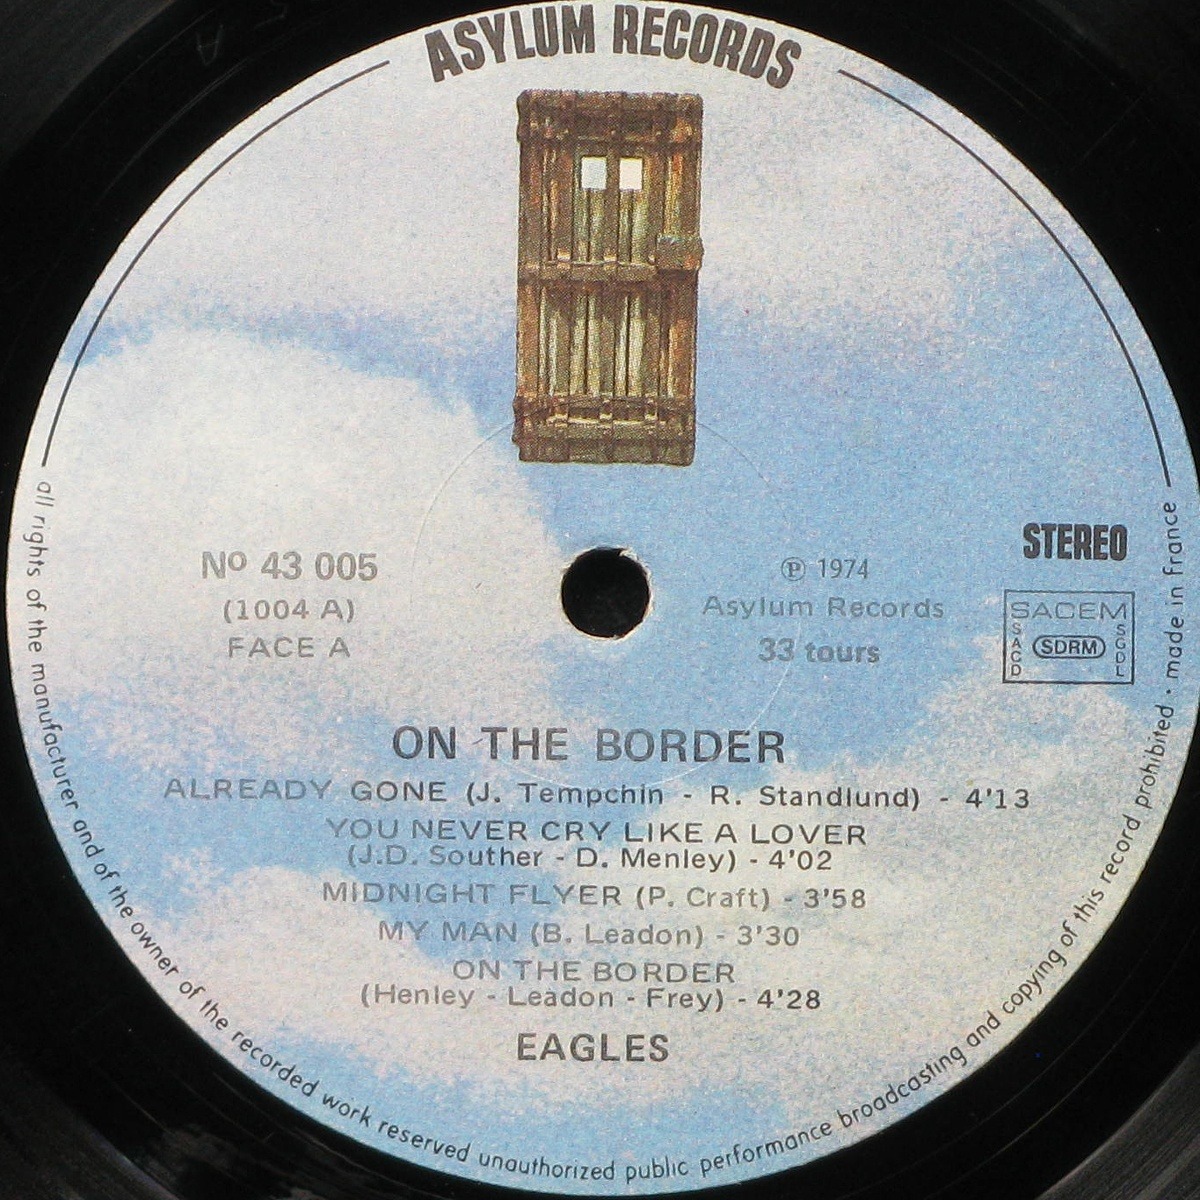 ASYLUM RECORDS
Nº 43 005
(1004 A)
FACE A
℗ 1974
Asylum Records
33 tours
STEREO
SACEM
SACD
SDRM
SGDL
ON THE BORDER
ALREADY GONE (J. Tempchin - R. Standlund) - 4'13
YOU NEVER CRY LIKE A LOVER
(J.D. Souther - D. Menley) - 4'02
MIDNIGHT FLYER (P. Craft) - 3'58
MY MAN (B. Leadon) - 3'30
ON THE BORDER
(Henley - Leadon - Frey) - 4'28
EAGLES
all rights of the manufacturer and of the owner of the recorded work reserved unauthorized public performance broadcasting and copying of this record prohibited · made in france